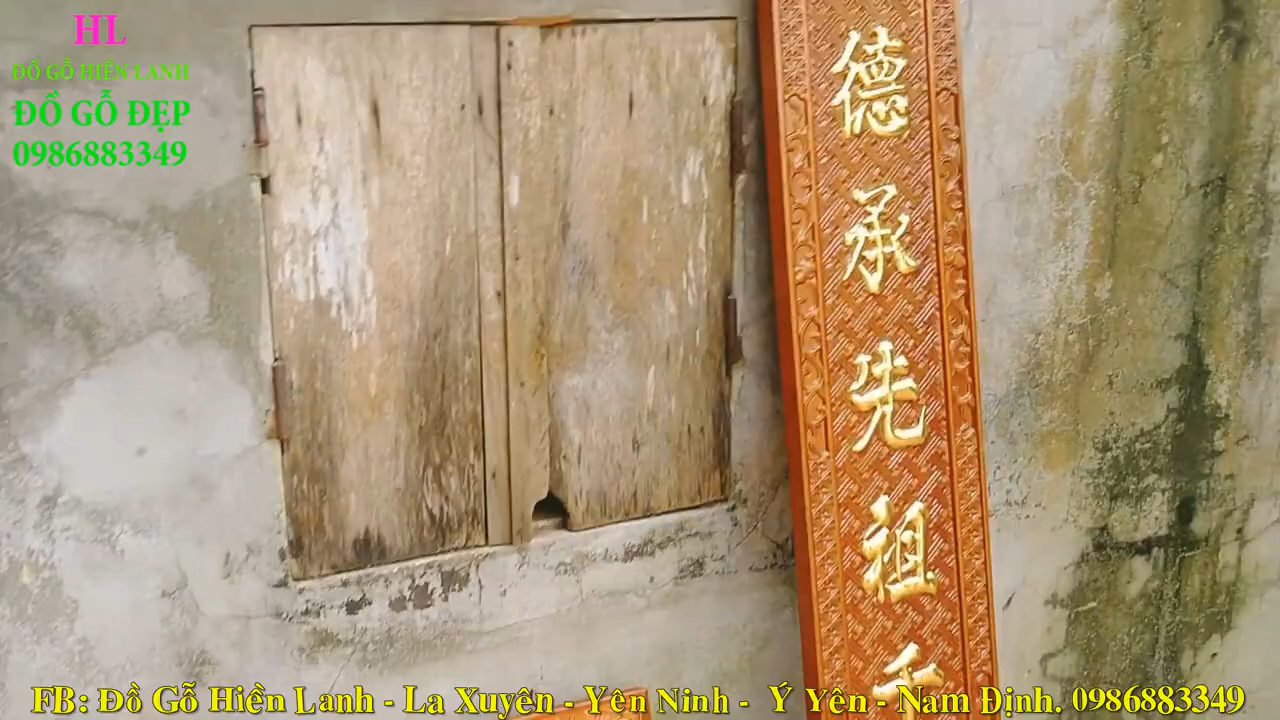 HL
ĐỒ GỖ HIỀN LANH
ĐỒ GỖ ĐẸP
0986883349
德承先祖千
FB: Đồ Gỗ Hiền Lanh - La Xuyên - Yên Ninh - Ý Yên - Nam Định. 0986883349